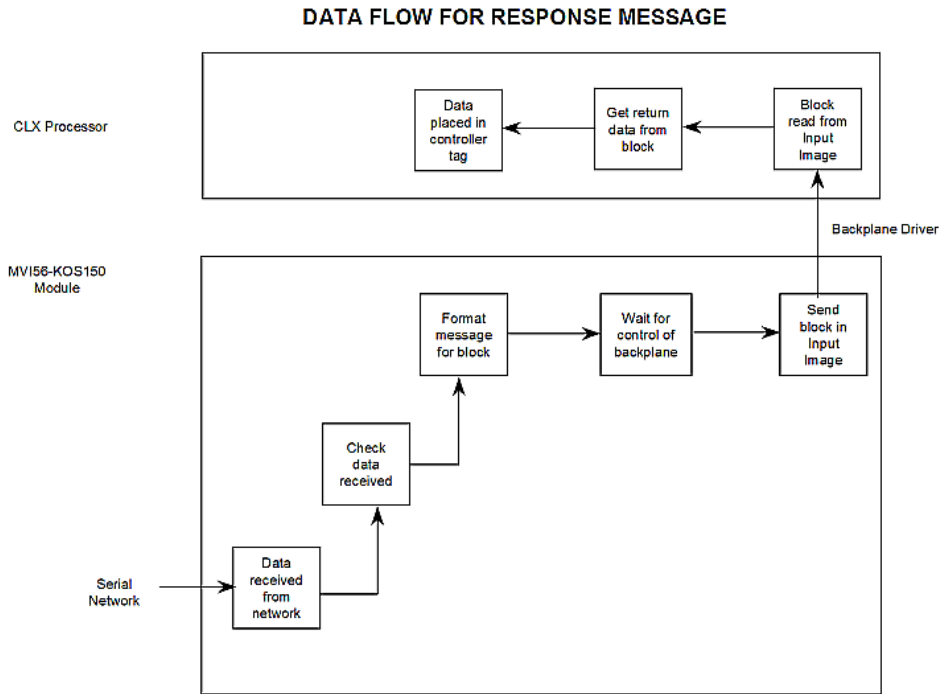 DATA FLOW FOR RESPONSE MESSAGE
CLX Processor
Data
placed in
controller
tag
Get return
data from
block
Block
read from
Input
Image
Backplane Driver
MVI56-KOS150
Module
Format
message
for block
Wait for
control of
backplane
Send
block in
Input
Image
Check
data
received
Serial
Network
Data
received
from
network